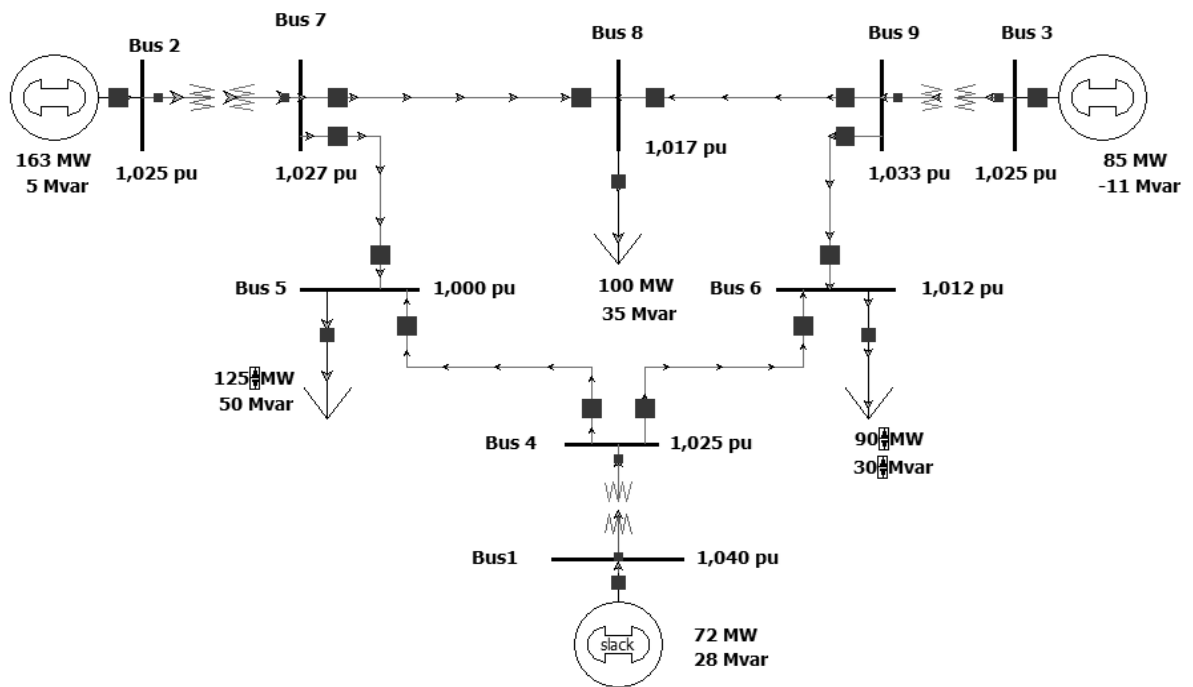 Bus 7
Bus 2
Bus 8
Bus 9
Bus 3
163 MW
5 Mvar
1,025 pu
1,027 pu
1,017 pu
1,033 pu
1,025 pu
85 MW
-11 Mvar
Bus 5
1,000 pu
100 MW
35 Mvar
Bus 6
1,012 pu
125 MW
50 Mvar
Bus 4
1,025 pu
90 MW
30 Mvar
Bus1
1,040 pu
slack
72 MW
28 Mvar